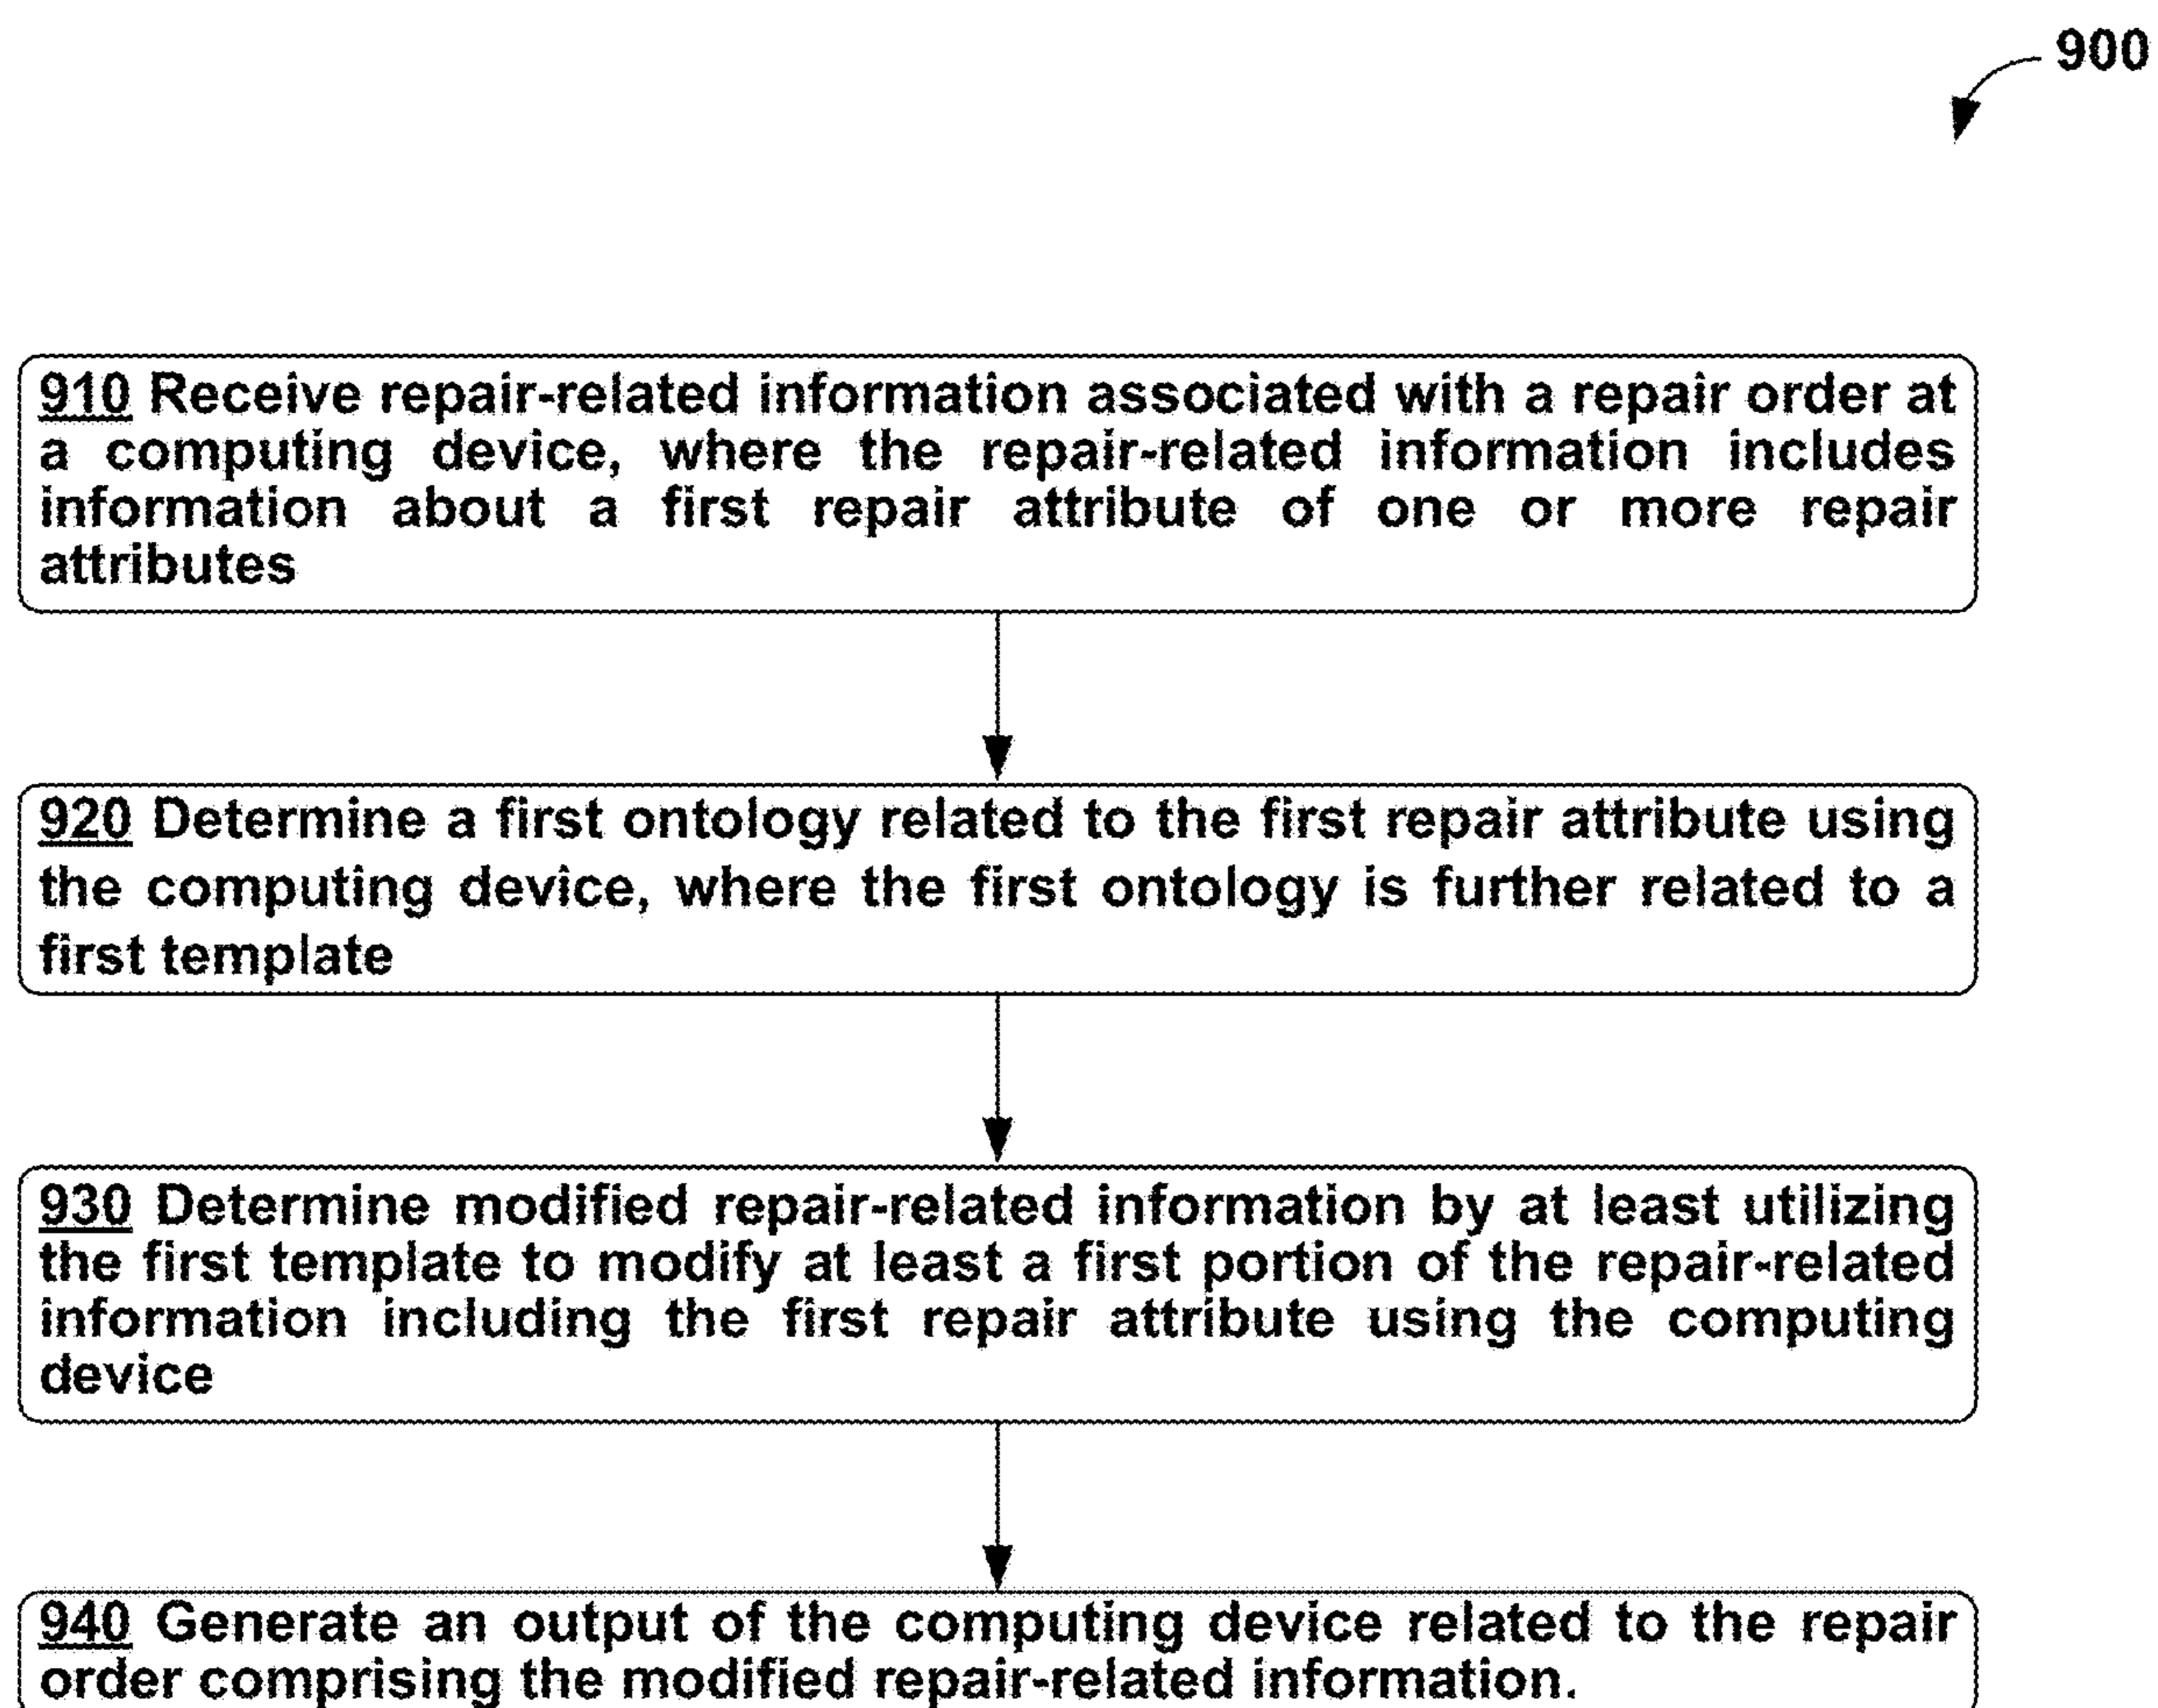 900
910 Receive repair-related information associated with a repair order at
a computing device, where the repair-related information includes
information about a first repair attribute of one or more repair
attributes
920 Determine a first ontology related to the first repair attribute using
the computing device, where the first ontology is further related to a
first template
930 Determine modified repair-related information by at least utilizing
the first template to modify at least a first portion of the repair-related
information including the first repair attribute using the computing
device
940 Generate an output of the computing device related to the repair
order comprising the modified repair-related information.